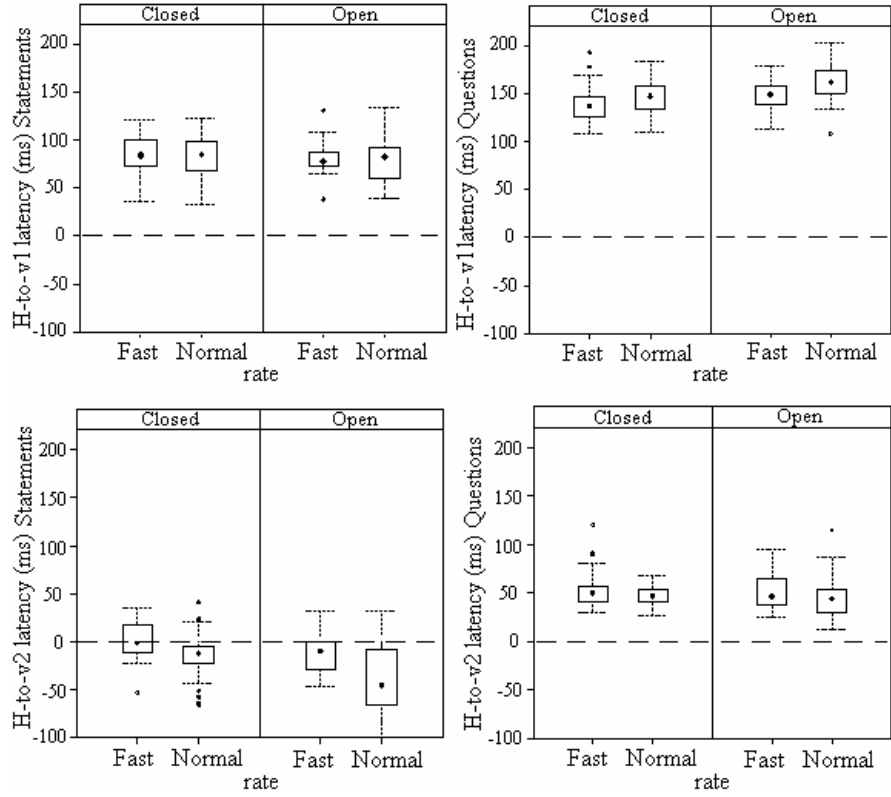 Closed Open
H-to-v1 latency (ms) Statements
200
150
100
50
0
-50
-100
Fast Normal Fast Normal
rate
Closed Open
H-to-v1 latency (ms) Questions
200
150
100
50
0
-50
-100
Fast Normal Fast Normal
rate
Closed Open
H-to-v2 latency (ms) Statements
200
150
100
50
0
-50
-100
Fast Normal Fast Normal
rate
Closed Open
H-to-v2 latency (ms) Questions
200
150
100
50
0
-50
-100
Fast Normal Fast Normal
rate